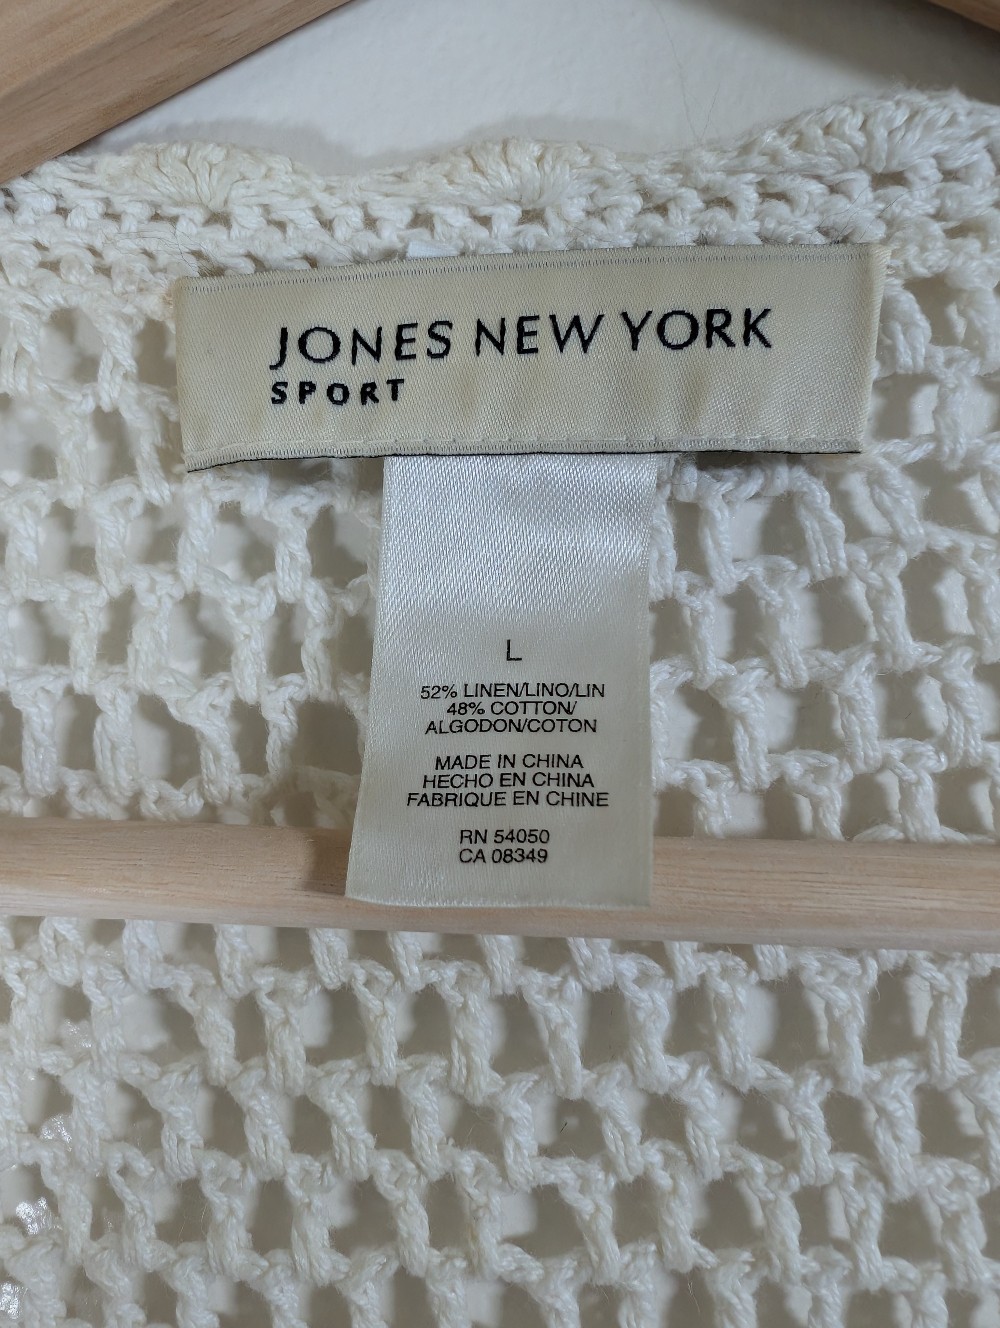 JONES NEW YORK
SPORT
L
52% LINEN/LINO/LIN
48% COTTON/
ALGODON/COTON
MADE IN CHINA
HECHO EN CHINA
FABRIQUE EN CHINE
RN 54050
CA 08349